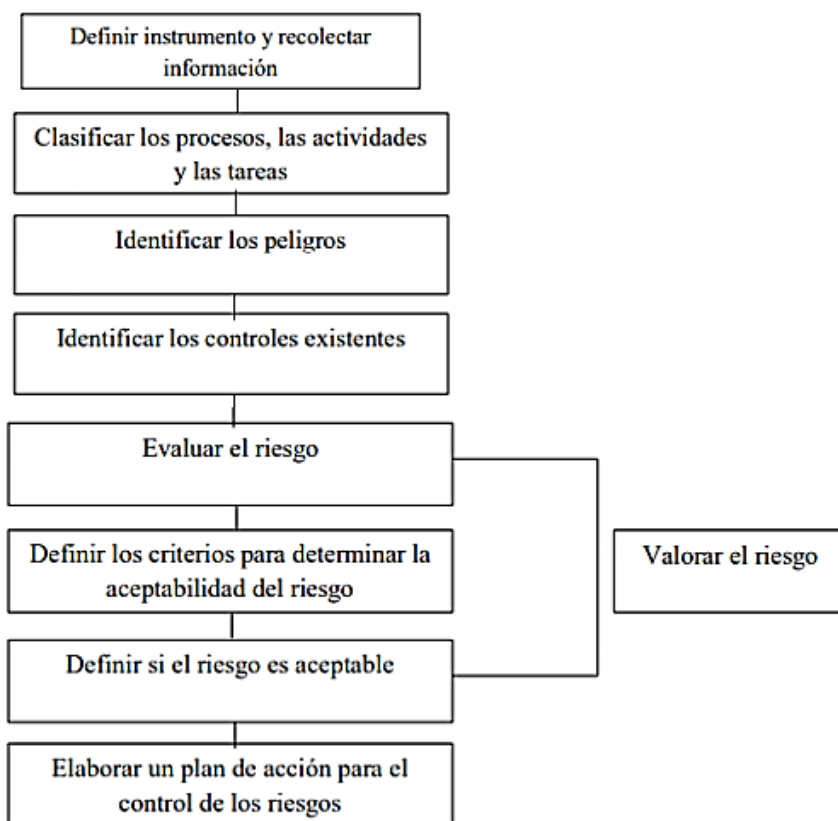 Definir instrumento y recolectar
información
Clasificar los procesos, las actividades
y las tareas
Identificar los peligros
Identificar los controles existentes
Evaluar el riesgo
Definir los criterios para determinar la
aceptabilidad del riesgo
Valorar el riesgo
Definir si el riesgo es aceptable
Elaborar un plan de acción para el
control de los riesgos